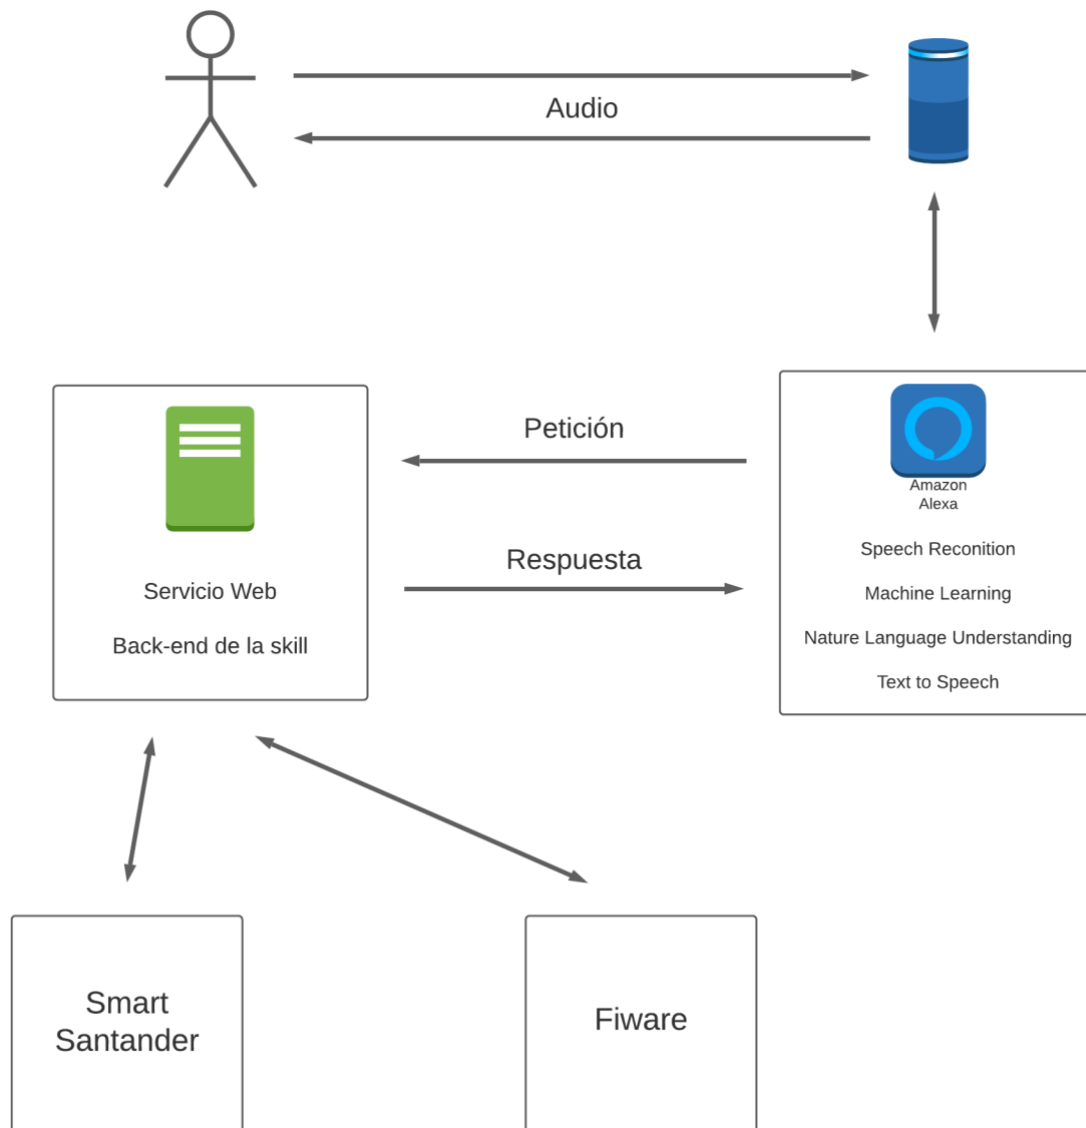 Audio
Petición
Respuesta
Servicio Web
Back-end de la skill
Amazon
Alexa
Speech Reconition
Machine Learning
Nature Language Understanding
Text to Speech
Smart
Santander
Fiware